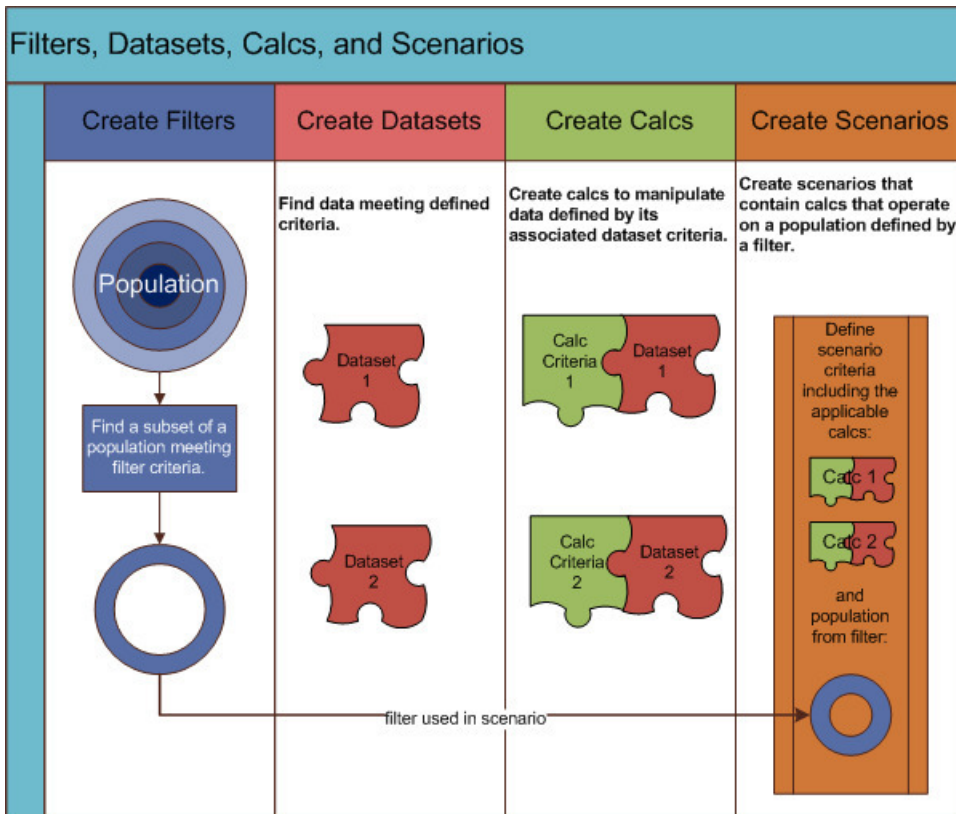 Filters, Datasets, Calcs, and Scenarios
Create Filters
Create Datasets
Create Calcs
Create Scenarios
Population
Find a subset of a
population meeting
filter criteria.
Find data meeting defined
criteria.
Dataset
1
Dataset
2
Create calcs to manipulate
data defined by its
associated dataset criteria.
Calc
Criteria
1
Dataset
1
Calc
Criteria
2
Dataset
2
Create scenarios that
contain calcs that operate
on a population defined by
a filter.
Define
scenario
criteria
including the
applicable
calcs:
Calc 1
Calc 2
and
population
from filter:
filter used in scenario